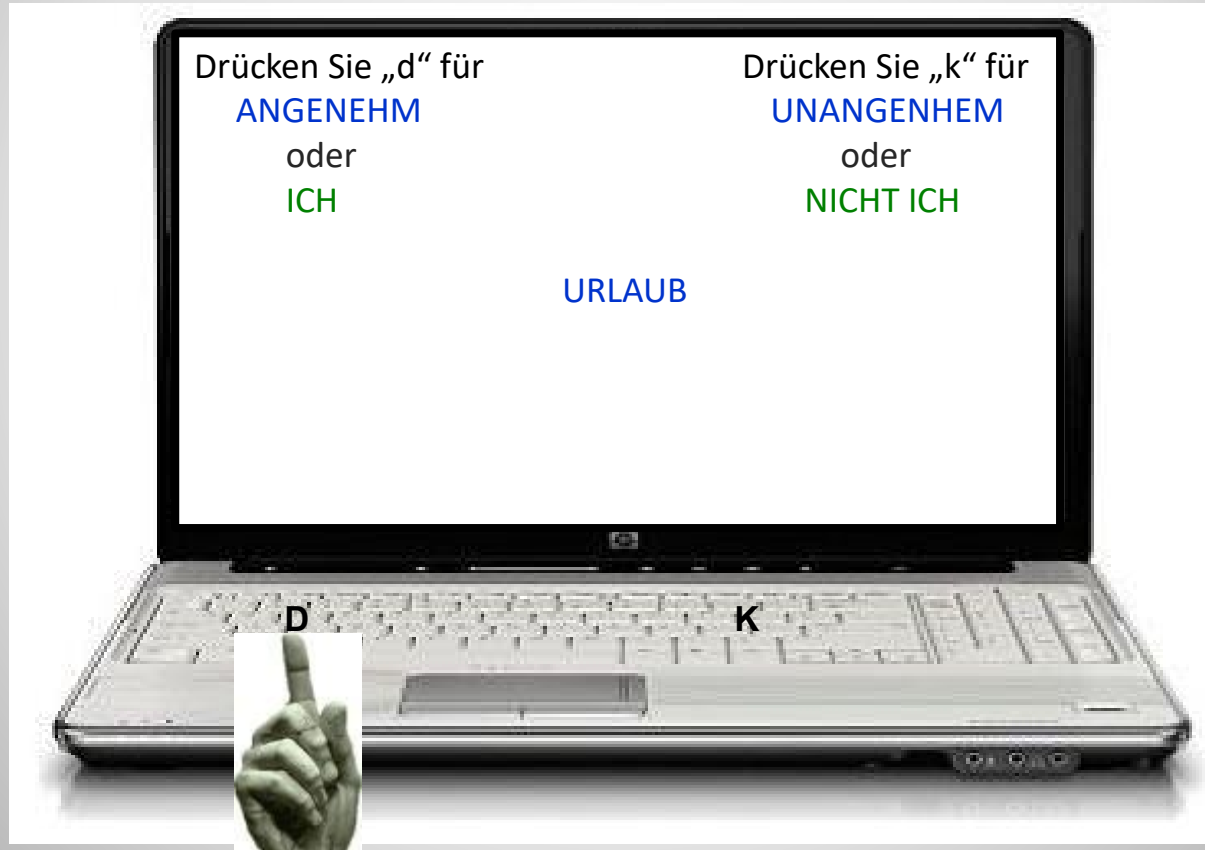 Drücken Sie „d“ für
ANGENEHM
oder
ICH
Drücken Sie „k“ für
UNANGENHEM
oder
NICHT ICH
URLAUB
D
K